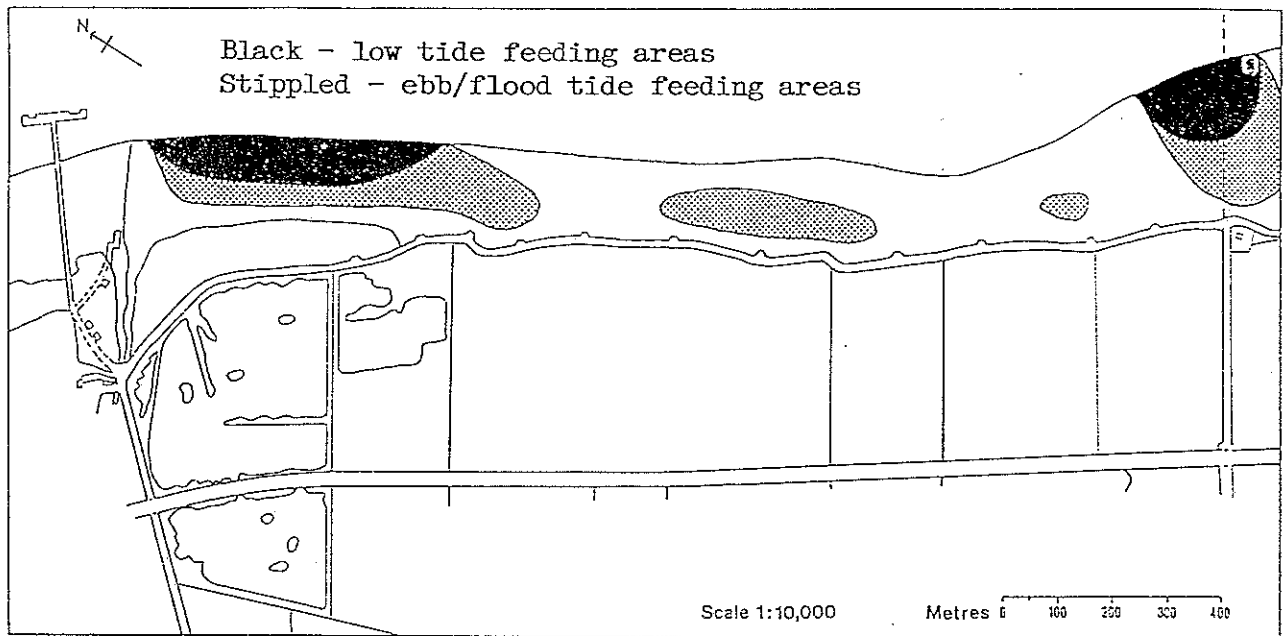 N
Black - low tide feeding areas
Stippled - ebb/flood tide feeding areas
Scale 1:10,000 Metres 0 100 200 300 400